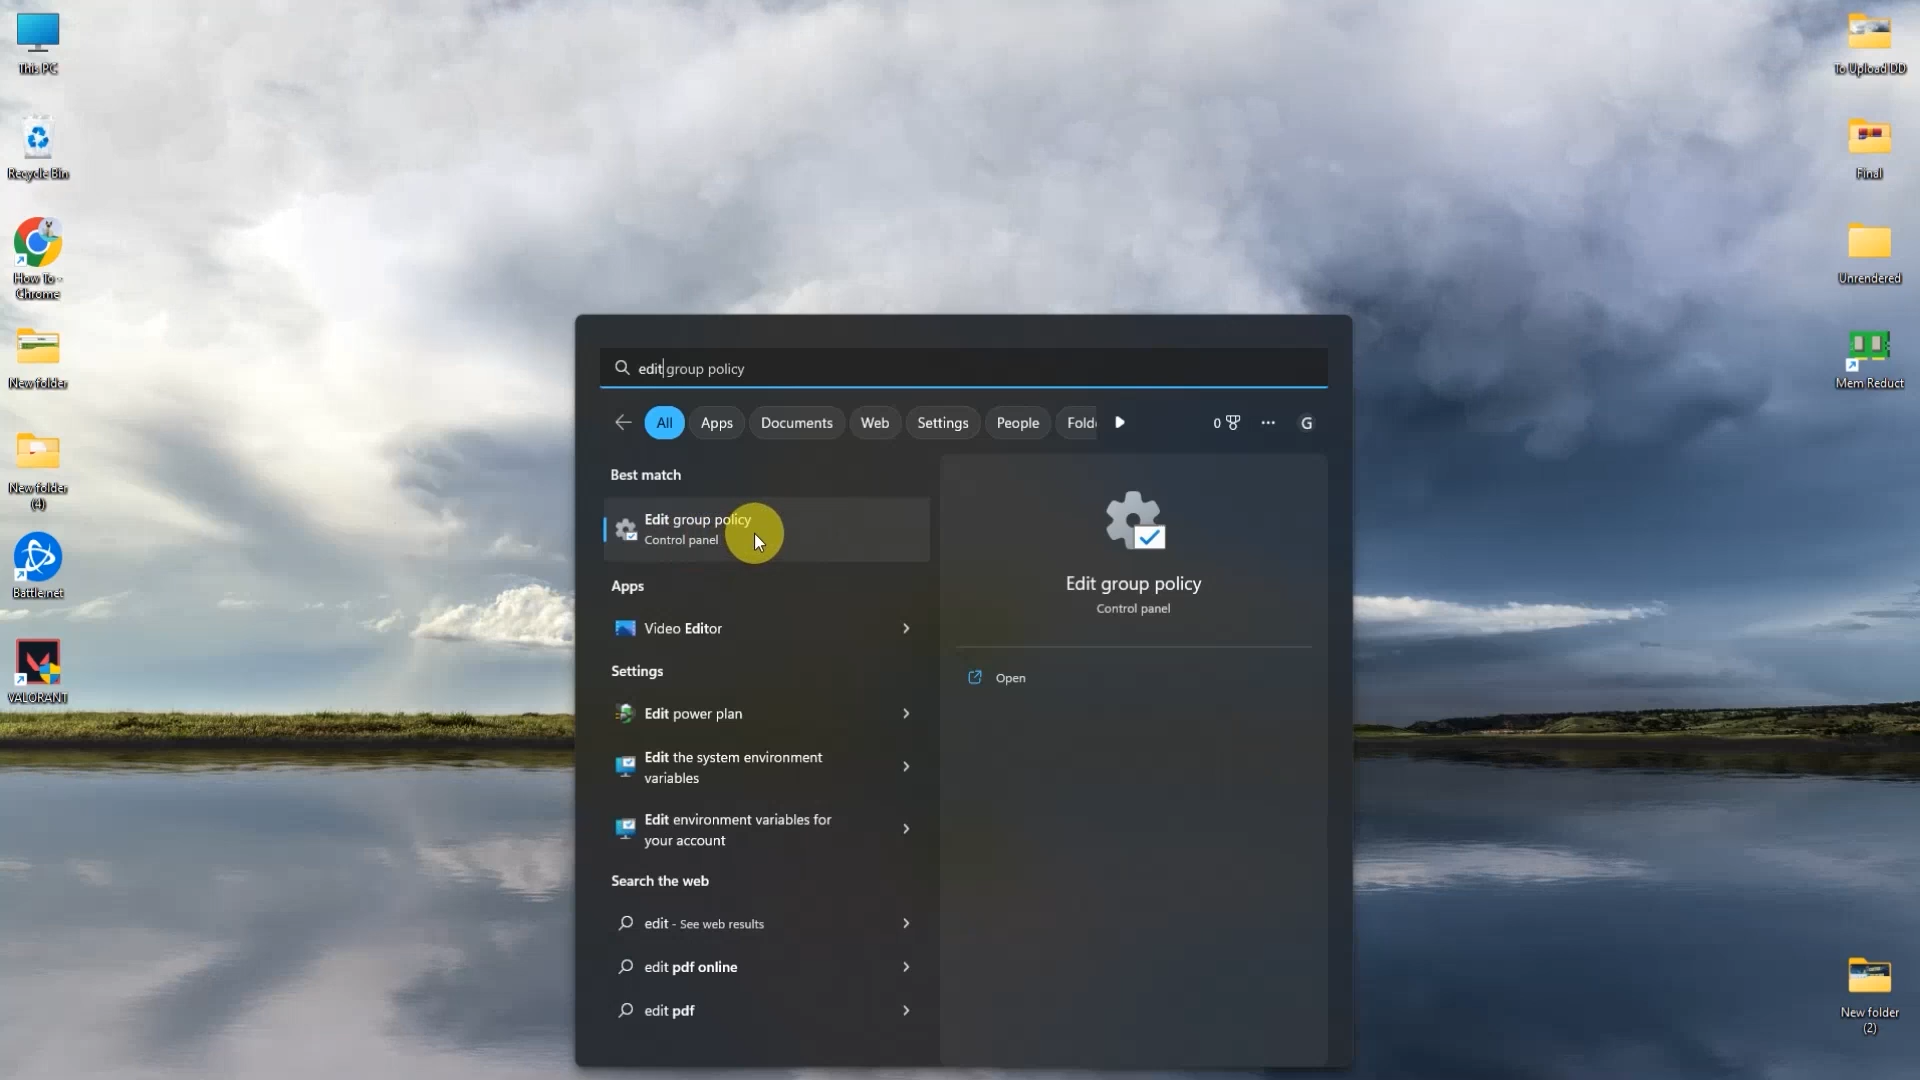 This PC
Recycle Bin
How To -
Chrome
New folder
New folder
(4)
Battle.net
VALORANT
edit group policy
All
Apps
Documents
Web
Settings
People
Fold
0
G
Best match
Edit group policy
Control panel
Apps
Video Editor
Settings
Edit power plan
Edit the system environment
variables
Edit environment variables for
your account
Search the web
edit - See web results
edit pdf online
edit pdf
Edit group policy
Control panel
Open
To Upload DD
Final
Unrendered
Mem Reduct
New folder
(2)